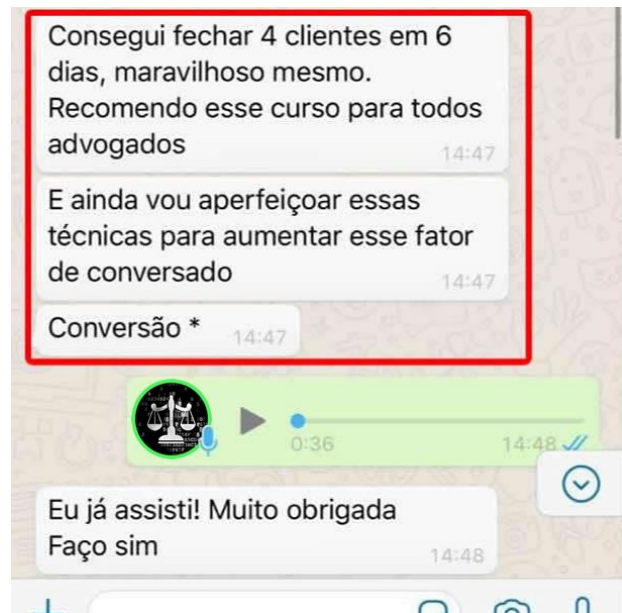 Consegui fechar 4 clientes em 6
dias, maravilhoso mesmo.
Recomendo esse curso para todos
advogados
14:47
E ainda vou aperfeiçoar essas
técnicas para aumentar esse fator
de conversado
14:47
Conversão *
14:47
0:36
14:48
Eu já assisti! Muito obrigada
Faço sim
14:48